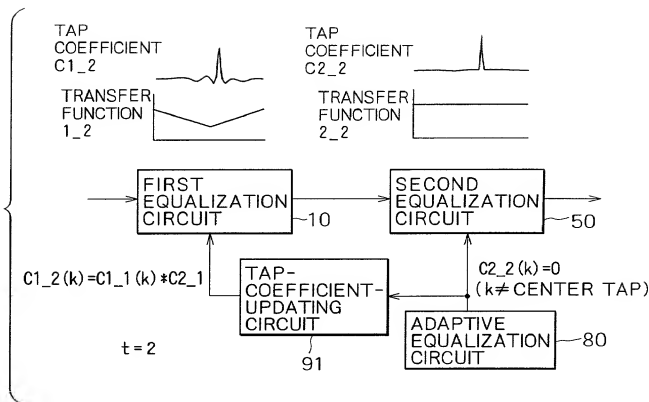 TAP
COEFFICIENT
C1_2
TAP
COEFFICIENT
C2_2
TRANSFER
FUNCTION
1_2
TRANSFER
FUNCTION
2_2
FIRST
EQUALIZATION
CIRCUIT
10
SECOND
EQUALIZATION
CIRCUIT
50
C1_2(k)=C1_1(k)*C2_1
TAP-
COEFFICIENT-
UPDATING
CIRCUIT
91
C2_2(k)=0
(k≠CENTER TAP)
ADAPTIVE
EQUALIZATION
CIRCUIT
80
t=2